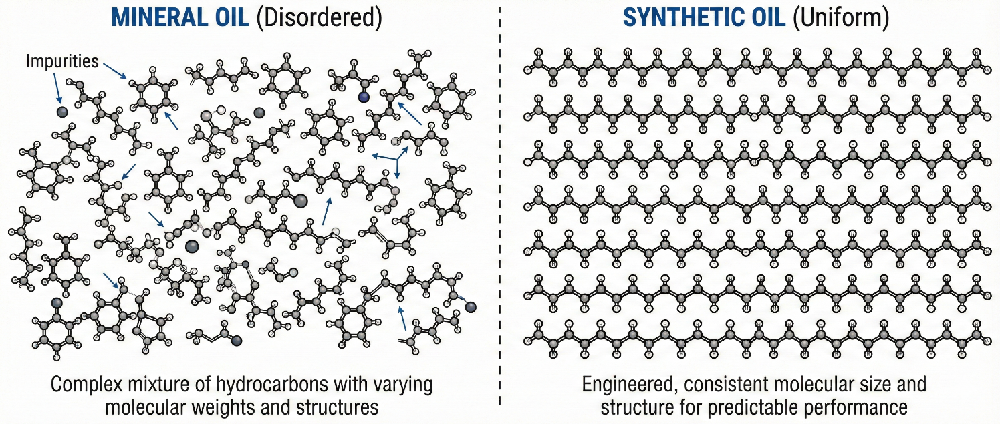 MINERAL OIL (Disordered)
Impurities
Complex mixture of hydrocarbons with varying
molecular weights and structures
SYNTHETIC OIL (Uniform)
Engineered, consistent molecular size and
structure for predictable performance